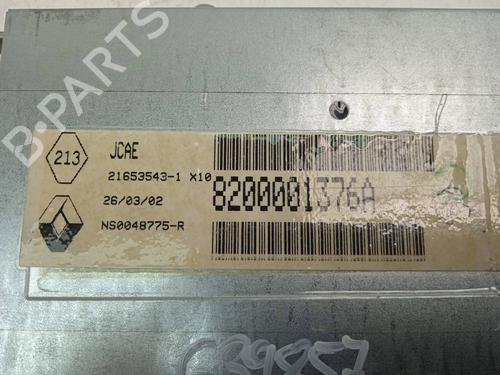 B-PARTS
213
JCAE
21653543-1 X10
26/03/02
NS0048775-R
8200001376A